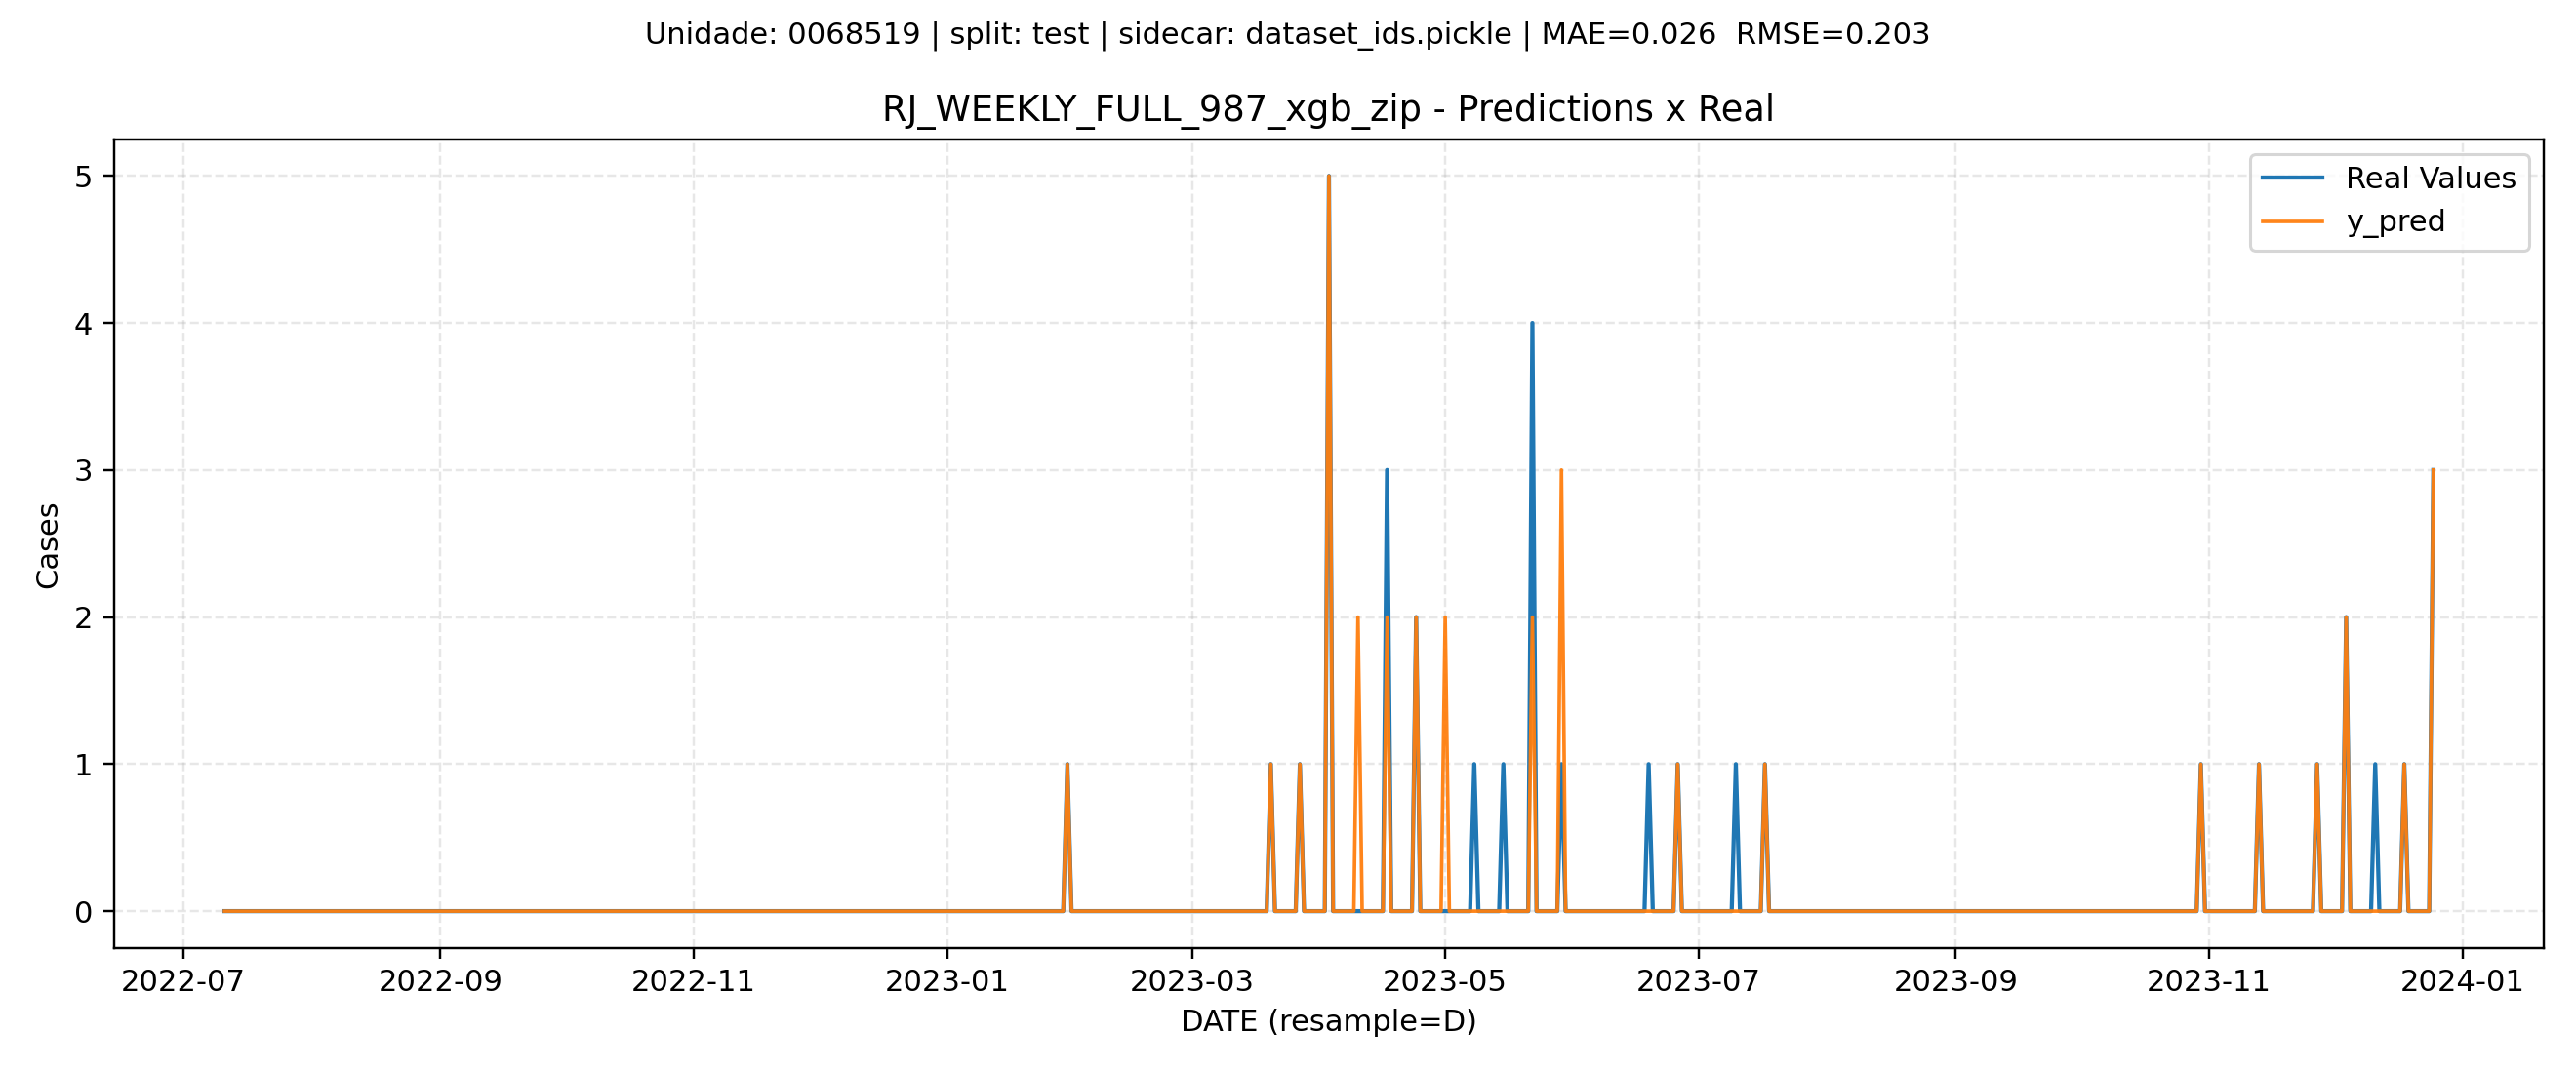 Unidade: 0068519 | split: test | sidecar: dataset_ids.pickle | MAE=0.026  RMSE=0.203
RJ_WEEKLY_FULL_987_xgb_zip - Predictions x Real
Real Values
y_pred
Cases
5
4
3
2
1
0
2022-07 2022-09 2022-11 2023-01 2023-03 2023-05 2023-07 2023-09 2023-11 2024-01
DATE (resample=D)